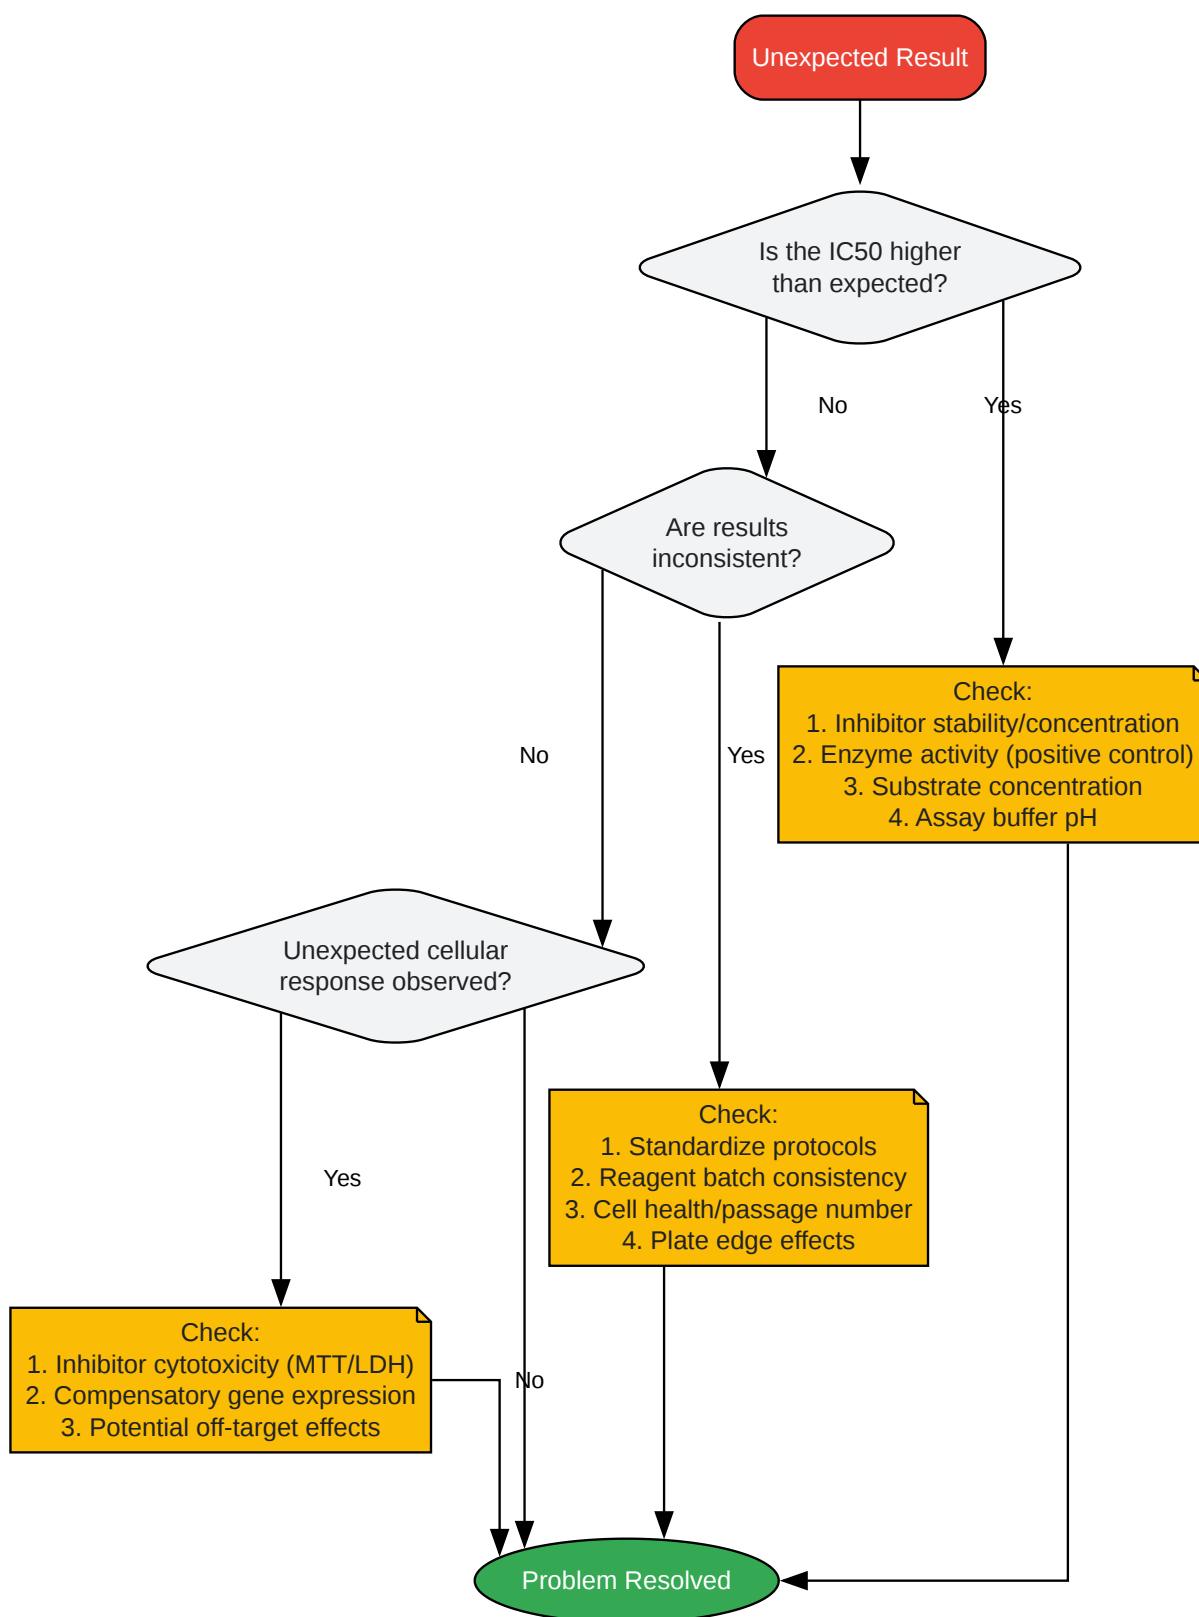 Unexpected Result
Is the IC50 higher
than expected?
No
Yes
Are results
inconsistent?
Check:
1. Inhibitor stability/concentration
2. Enzyme activity (positive control)
3. Substrate concentration
4. Assay buffer pH
No
Yes
Unexpected cellular
response observed?
Check:
1. Standardize protocols
2. Reagent batch consistency
3. Cell health/passage number
4. Plate edge effects
Yes
Check:
1. Inhibitor cytotoxicity (MTT/LDH)
2. Compensatory gene expression
3. Potential off-target effects
No
Problem Resolved